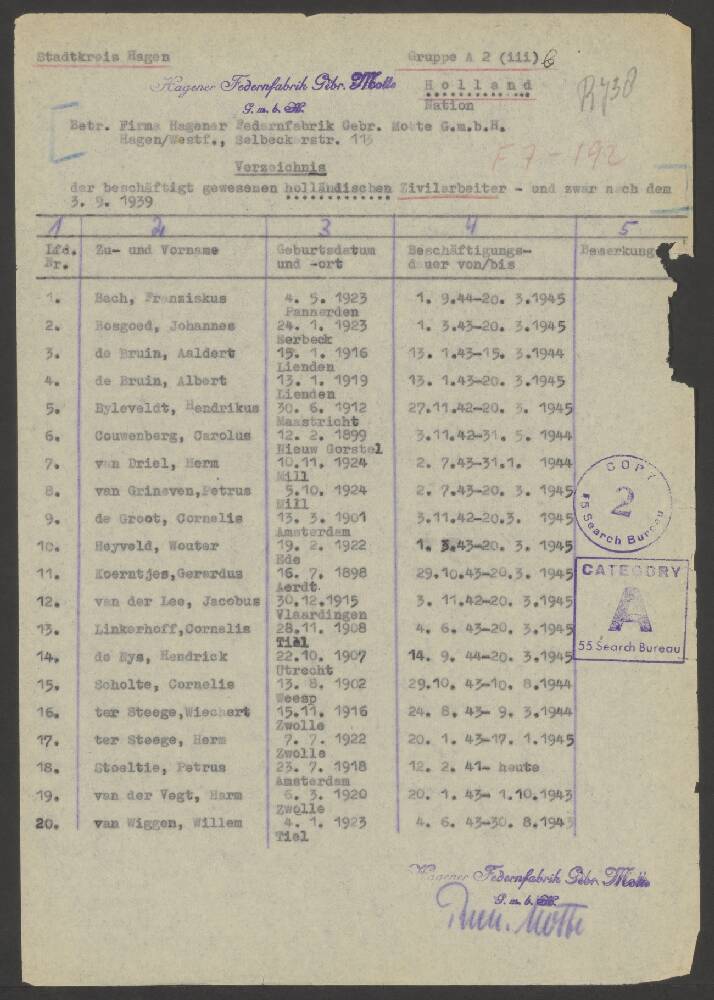 Stadtkreis Hagen
Gruppe A 2 (iii) 6
Hagener Federnfabrik Gebr. Motte
G.m.b.H.
Holland
Nation
R 738
Betr. Firma Hagener Federnfabrik Gebr. Motte G.m.b.H.
Hagen/Westf., Selbeckerstr. 113
F 7 - 192
Verzeichnis
der beschäftigt gewesenen holländischen Zivilarbeiter - und zwar nach dem
3. 9. 1939
1 2 3 4 5
Lfd. Zu- und Vorname Geburtsdatum Beschäftigungs- Bemerkung
Nr. und -ort dauer von/bis
1. Bach, Franziskus 4. 5. 1923 1. 9.44-20. 3.1945
Pannerden
2. Bosgoed, Johannes 24. 1. 1923 1. 3.43-20. 3.1945
Herbeck
3. de Bruin, Aaldert 15. 1. 1916 13. 1.43-15. 3.1944
Lienden
4. de Bruin, Albert 13. 1. 1919 13. 1.43-20. 3.1945
Lienden
5. Byleveldt, Hendrikus 30. 6. 1912 27.11.42-20. 3. 1945
Maastricht
6. Couwenberg, Carolus 12. 2. 1899 3.11.42-31. 5. 1944
Nieuw Gorstel
7. van Driel, Herm 10.11. 1924 2. 7.43-31.1. 1944
Mill
8. van Grinsven,Petrus 5.10. 1924 2. 7.43-20. 3. 1945
Mill
9. de Groot, Cornelis 13. 3. 1901 3.11.42-20.3. 1945
Amsterdam
10. Heyveld, Wouter 19. 2. 1922 1. 3.43-20. 3. 1945
Ede
11. Koerntjes,Gerardus 16. 7. 1898 29.10.43-20.3. 1945
Aerdt
12. van der Lee, Jacobus 30.12.1915 3. 11.42-20. 3.1945
Vlaardingen
13. Linkerhoff,Cornelis 28.11. 1908 4. 6. 43-20. 3.1945
Tiel
14. de Nys, Hendrick 22.10. 1907 14. 9. 44-20. 3.1945
Utrecht
15. Scholte, Cornelis 13. 8. 1902 29.10. 43-10. 8.1944
Weesp
16. ter Steege,Wiechert 15.11. 1916 24. 8. 43- 9. 3.1944
Zwolle
17. ter Steege, Herm 7. 7. 1922 20. 1. 43-17. 1.1945
Zwolle
18. Stoeltie, Petrus 23. 7. 1918 12. 2. 41- heute
Amsterdam
19. van der Vegt, Harm 6. 3. 1920 20. 1. 43- 1.10.1943
Zwolle
20. van Wiggen, Willem 4. 1. 1923 4. 6. 43-30. 8.1943
Tiel
COPY
2
55 Search Bureau
CATEGORY
A
55 Search Bureau
Hagener Federnfabrik Gebr. Motte
G.m.b.H.
Motte